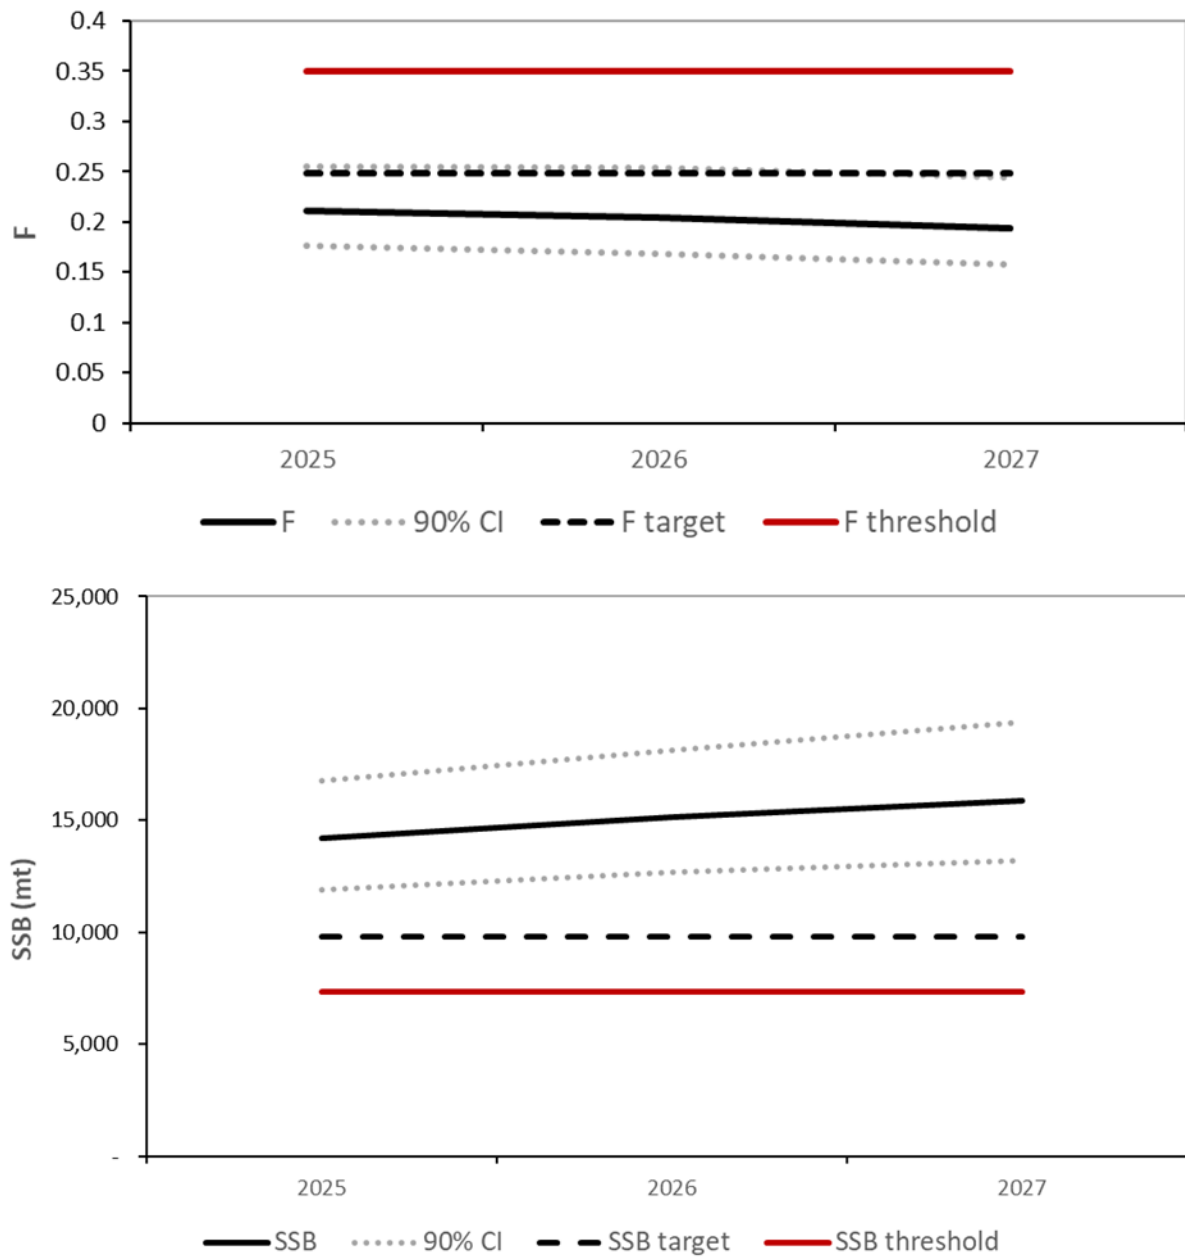 0.4
0.35
0.3
0.25
0.2
0.15
0.1
0.05
0
F
2025 2026 2027
F 90% CI F target F threshold
25,000
20,000
15,000
10,000
5,000
-
SSB (mt)
2025 2026 2027
SSB 90% CI SSB target SSB threshold